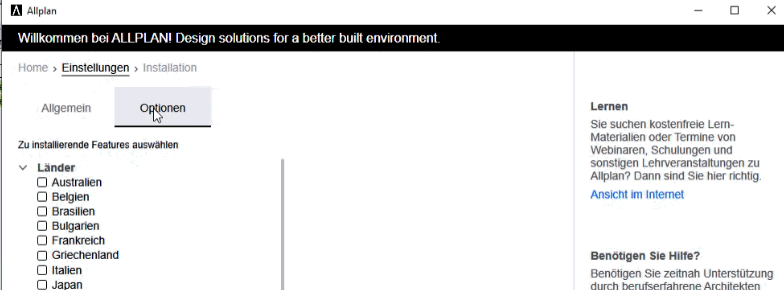 Allplan
Willkommen bei ALLPLAN! Design solutions for a better built environment.
Home › Einstellungen › Installation
Allgemein
Optionen
Zu installierende Features auswählen
Länder
Australien
Belgien
Brasilien
Bulgarien
Frankreich
Griechenland
Italien
Japan
Lernen
Sie suchen kostenfreie Lern-
Materialien oder Termine von
Webinaren, Schulungen und
sonstigen Lehrveranstaltungen zu
Allplan? Dann sind Sie hier richtig.
Ansicht im Internet
Benötigen Sie Hilfe?
Benötigen Sie zeitnah Unterstützung
durch berufserfahrene Architekten